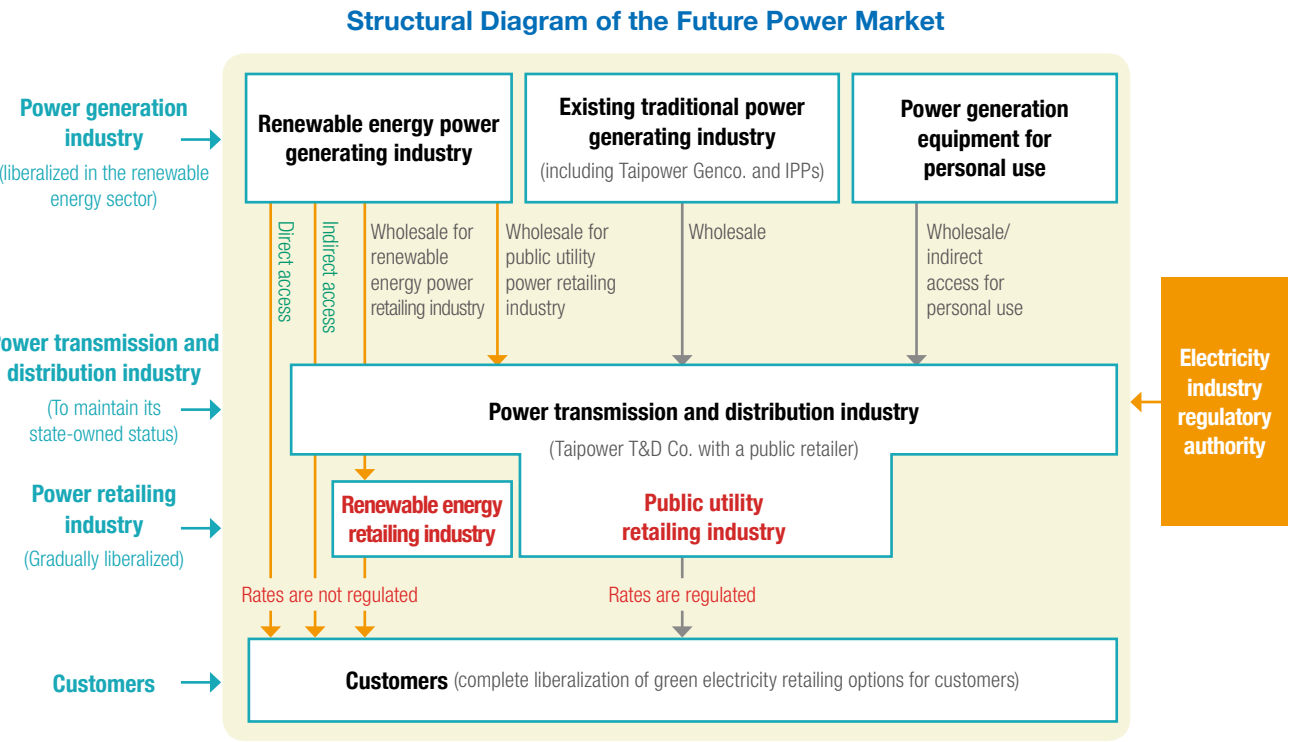 Structural Diagram of the Future Power Market
Power generation
industry
(liberalized in the renewable
energy sector)
Renewable energy power
generating industry
Existing traditional power
generating industry
(including Taipower Genco. and IPPs)
Power generation
equipment for
personal use
Direct access
Indirect access
Wholesale for
renewable
energy power
retailing industry
Wholesale for
public utility
power retailing
industry
Wholesale
Wholesale/
indirect
access for
personal use
Power transmission and
distribution industry
(To maintain its
state-owned status)
Power transmission and distribution industry
(Taipower T&D Co. with a public retailer)
Electricity
industry
regulatory
authority
Power retailing
industry
(Gradually liberalized)
Renewable energy
retailing industry
Public utility
retailing industry
Rates are not regulated
Rates are regulated
Customers
Customers (complete liberalization of green electricity retailing options for customers)